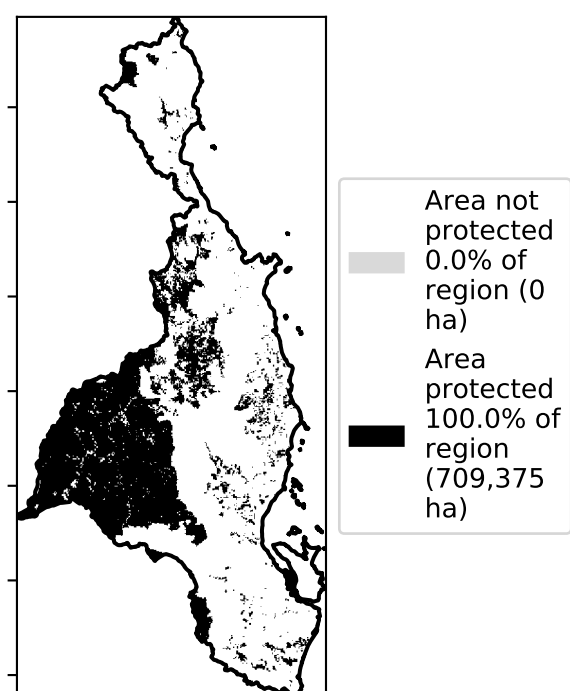 Area not
protected
0.0% of
region (0
ha)
Area
protected
100.0% of
region
(709,375
ha)